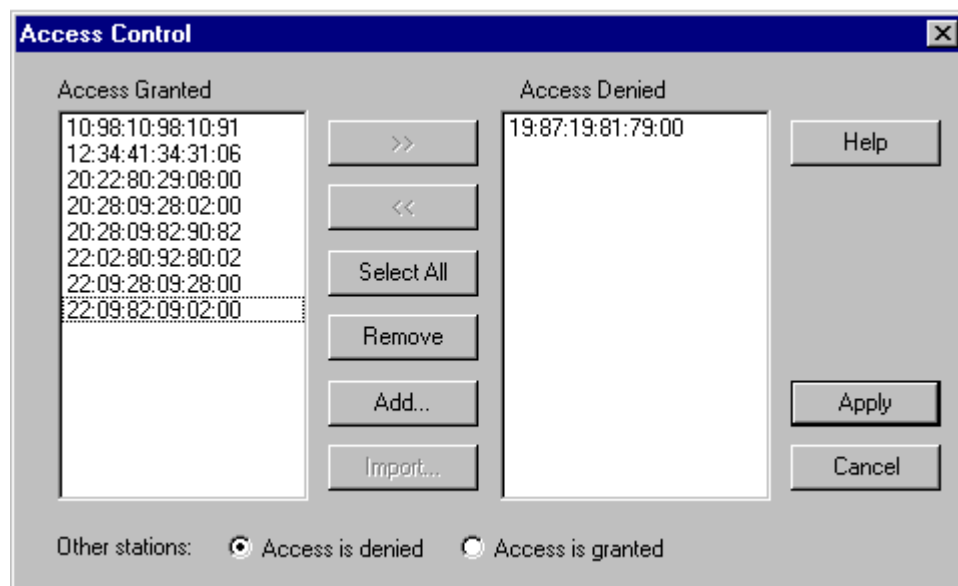 Access Control
Access Granted
10:98:10:98:10:91
12:34:41:34:31:06
20:22:80:29:08:00
20:28:09:28:02:00
20:28:09:82:90:82
22:02:80:92:80:02
22:09:28:09:28:00
22:09:82:09:02:00
>>
<<
Select All
Remove
Add...
Import...
Access Denied
19:87:19:81:79:00
Help
Apply
Cancel
Other stations: Access is denied Access is granted